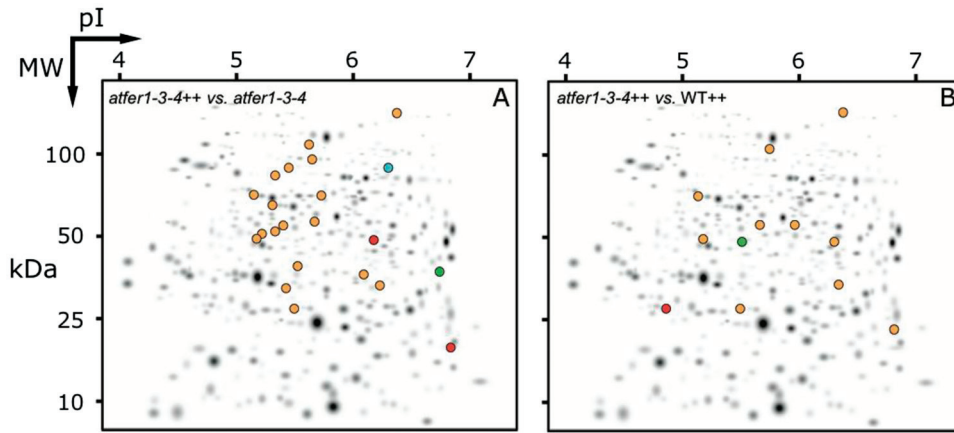 pI
4 5 6 7 4 5 6 7
MW
atfer1-3-4++ vs. atfer1-3-4 A atfer1-3-4++ vs. WT++ B
100
50
kDa
25
10